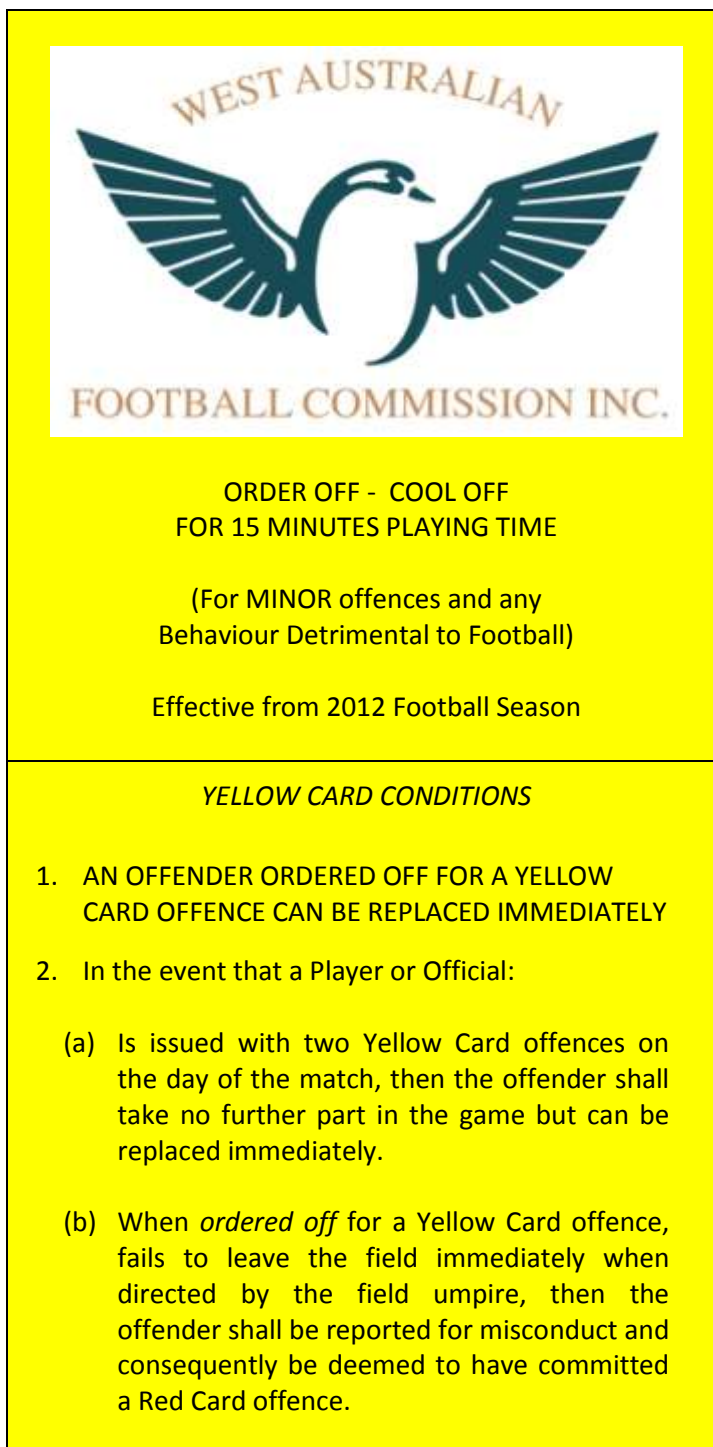 WEST AUSTRALIAN
FOOTBALL COMMISSION INC.
ORDER OFF - COOL OFF
FOR 15 MINUTES PLAYING TIME
(For MINOR offences and any
Behaviour Detrimental to Football)
Effective from 2012 Football Season
YELLOW CARD CONDITIONS
1. AN OFFENDER ORDERED OFF FOR A YELLOW
CARD OFFENCE CAN BE REPLACED IMMEDIATELY
2. In the event that a Player or Official:
(a) Is issued with two Yellow Card offences on
the day of the match, then the offender shall
take no further part in the game but can be
replaced immediately.
(b) When ordered off for a Yellow Card offence,
fails to leave the field immediately when
directed by the field umpire, then the
offender shall be reported for misconduct and
consequently be deemed to have committed
a Red Card offence.